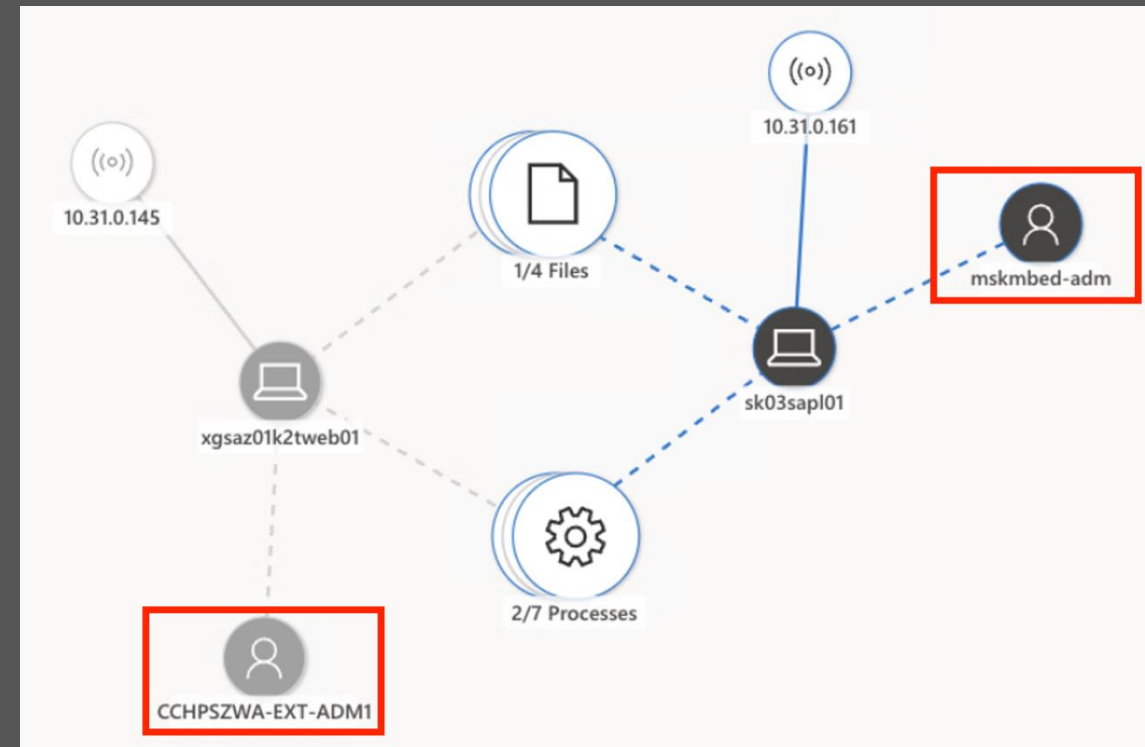 10.31.0.161
10.31.0.145
1/4 Files
mskmbed-adm
sk03sapl01
xgsaz01k2tweb01
2/7 Processes
CCHPSZWA-EXT-ADM1